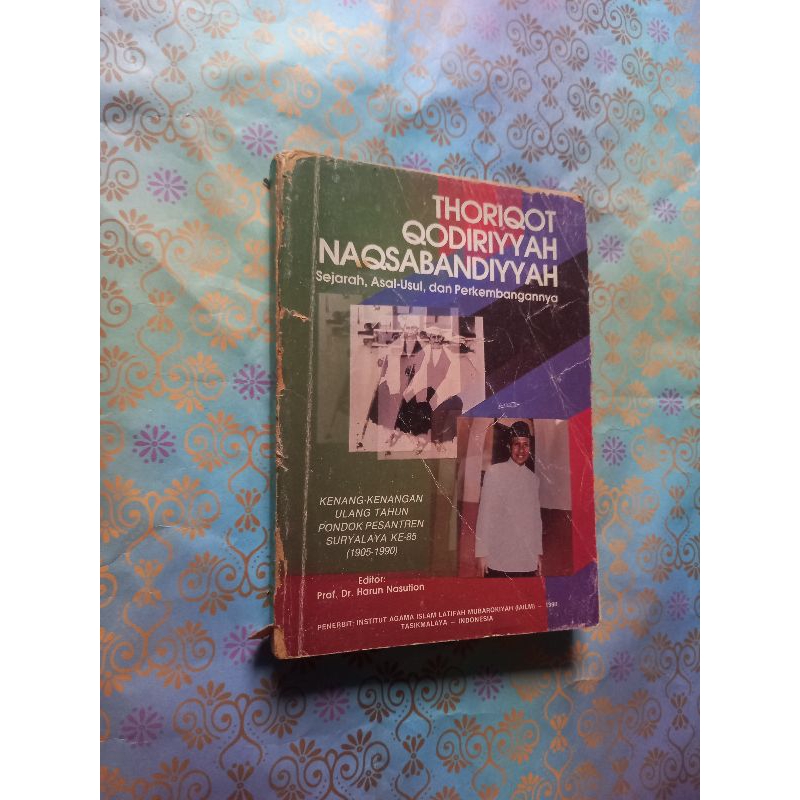 THORIQOT
QODIRIYYAH
NAQSABANDIYYAH
Sejarah, Asal-Usul, dan Perkembangannya
KENANG-KENANGAN
ULANG TAHUN
PONDOK PESANTREN
SURYALAYA KE-85
(1905-1990)
Editor:
Prof. Dr. Harun Nasution
PENERBIT: INSTITUT AGAMA ISLAM LATIFAH MUBAROKIYAH (IAILM) – 1990
TASIKMALAYA – INDONESIA